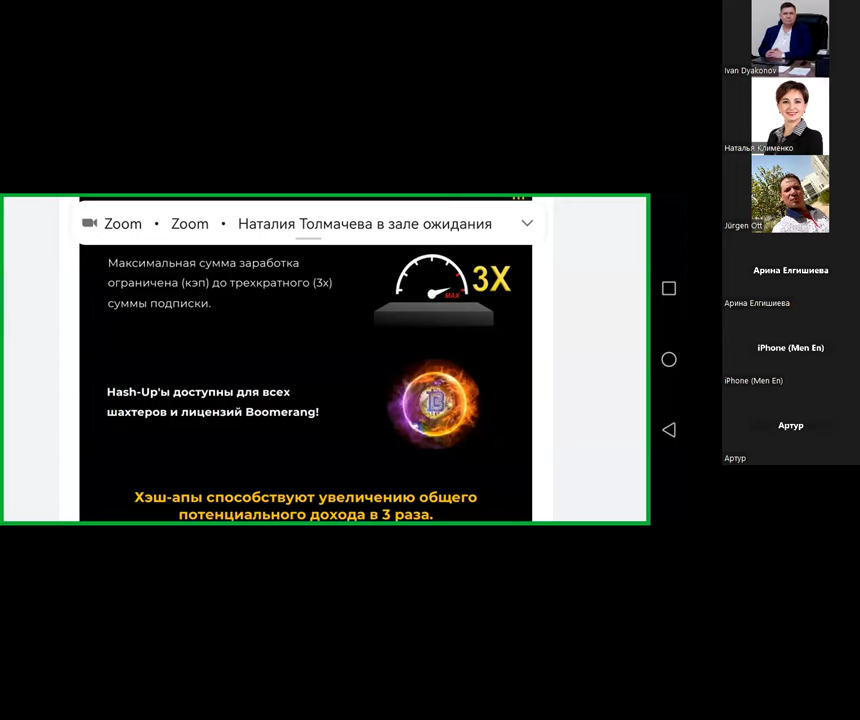 Ivan Dyakonov
Наталья Клименко
Jürgen Ott
Арина Елгишиева
Арина Елгишиева
iPhone (Men En)
iPhone (Men En)
Артур
Артур
Zoom • Zoom • Наталия Толмачева в зале ожидания
Максимальная сумма заработка
ограничена (кэп) до трехкратного (3x)
суммы подписки.
MAX
3X
Hash-Up'ы доступны для всех
шахтеров и лицензий Boomerang!
Хэш-апы способствуют увеличению общего
потенциального дохода в 3 раза.